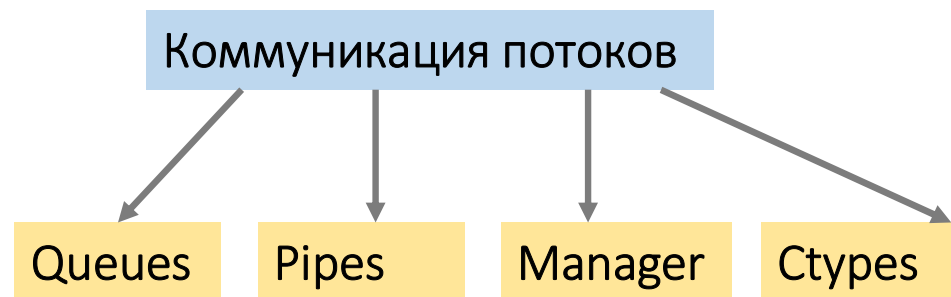 Коммуникация потоков
Queues
Pipes
Manager
Ctypes